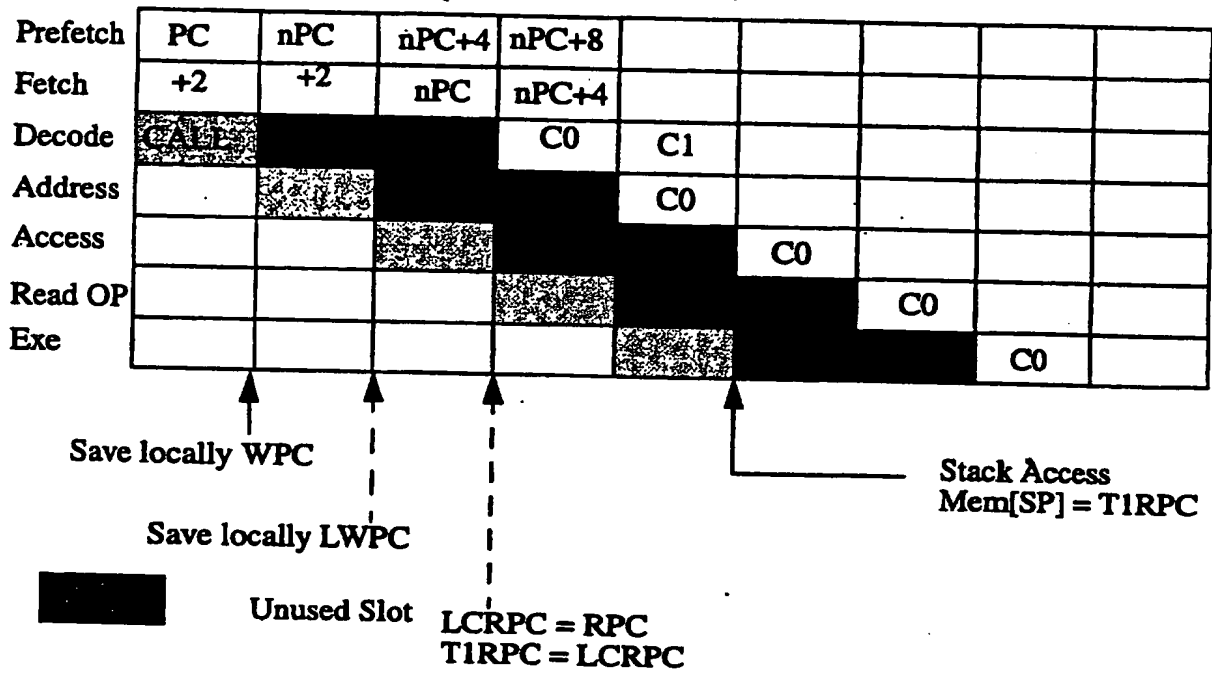 Prefetch PC nPC nPC+4 nPC+8
Fetch +2 +2 nPC nPC+4
Decode CALL C0 C1
Address C0
Access C0
Read OP C0
Exe C0
Save locally WPC
Save locally LWPC
Stack Access
Mem[SP] = T1RPC
Unused Slot
LCRPC = RPC
T1RPC = LCRPC